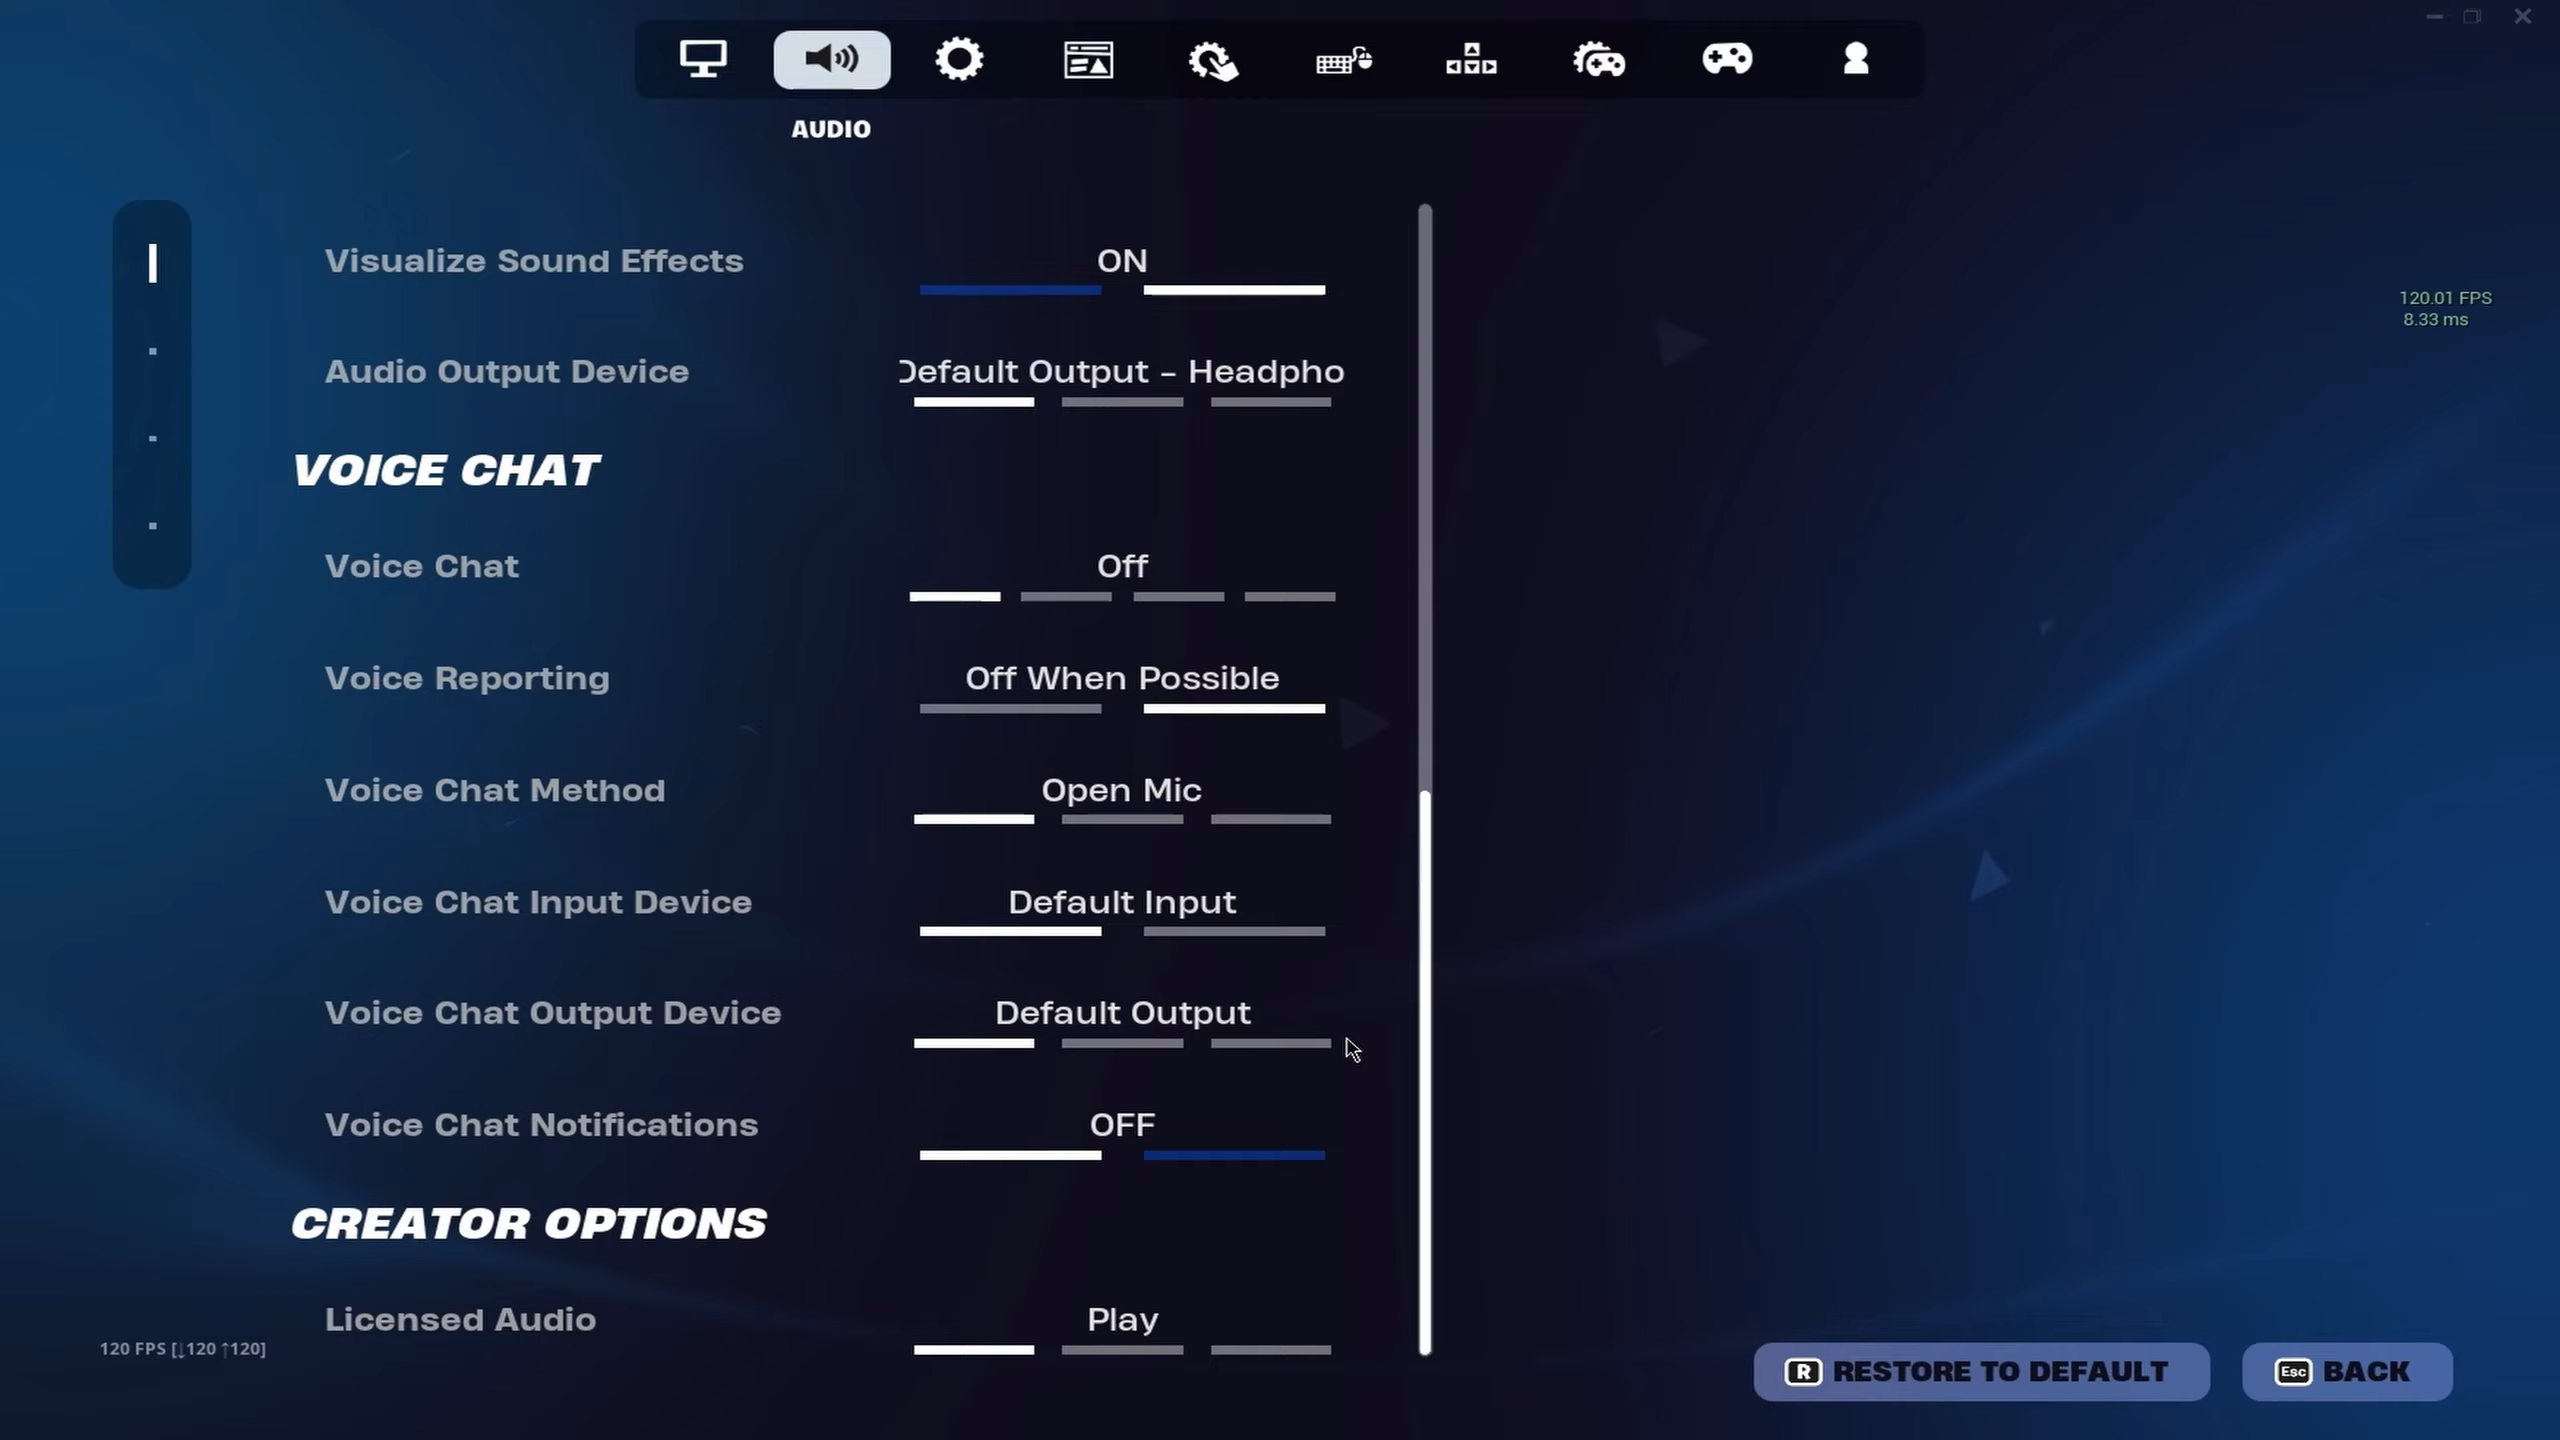 AUDIO
Visualize Sound Effects ON
120.01 FPS
8.33 ms
Audio Output Device Default Output - Headpho
VOICE CHAT
Voice Chat Off
Voice Reporting Off When Possible
Voice Chat Method Open Mic
Voice Chat Input Device Default Input
Voice Chat Output Device Default Output
Voice Chat Notifications OFF
CREATOR OPTIONS
Licensed Audio Play
120 FPS [↓120 ↑120]
R RESTORE TO DEFAULT
Esc BACK